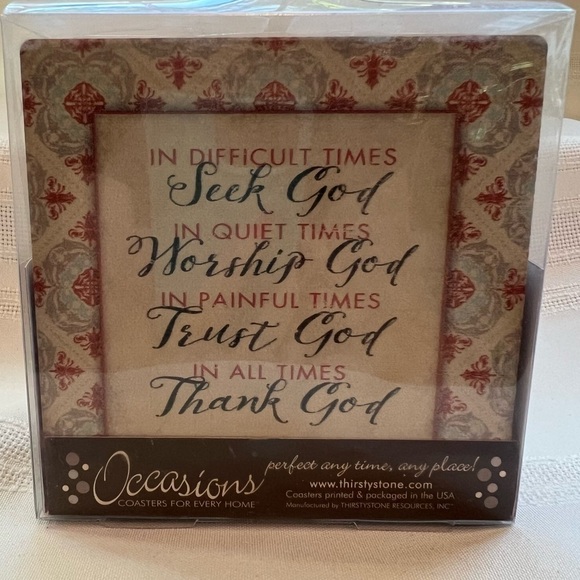 IN DIFFICULT TIMES
Seek God
IN QUIET TIMES
Worship God
IN PAINFUL TIMES
Trust God
IN ALL TIMES
Thank God
Occasions
COASTERS FOR EVERY HOME™
perfect any time, any place!
www.thirstystone.com
Coasters printed & packaged in the USA
Manufactured by THIRSTYSTONE RESOURCES, INC™